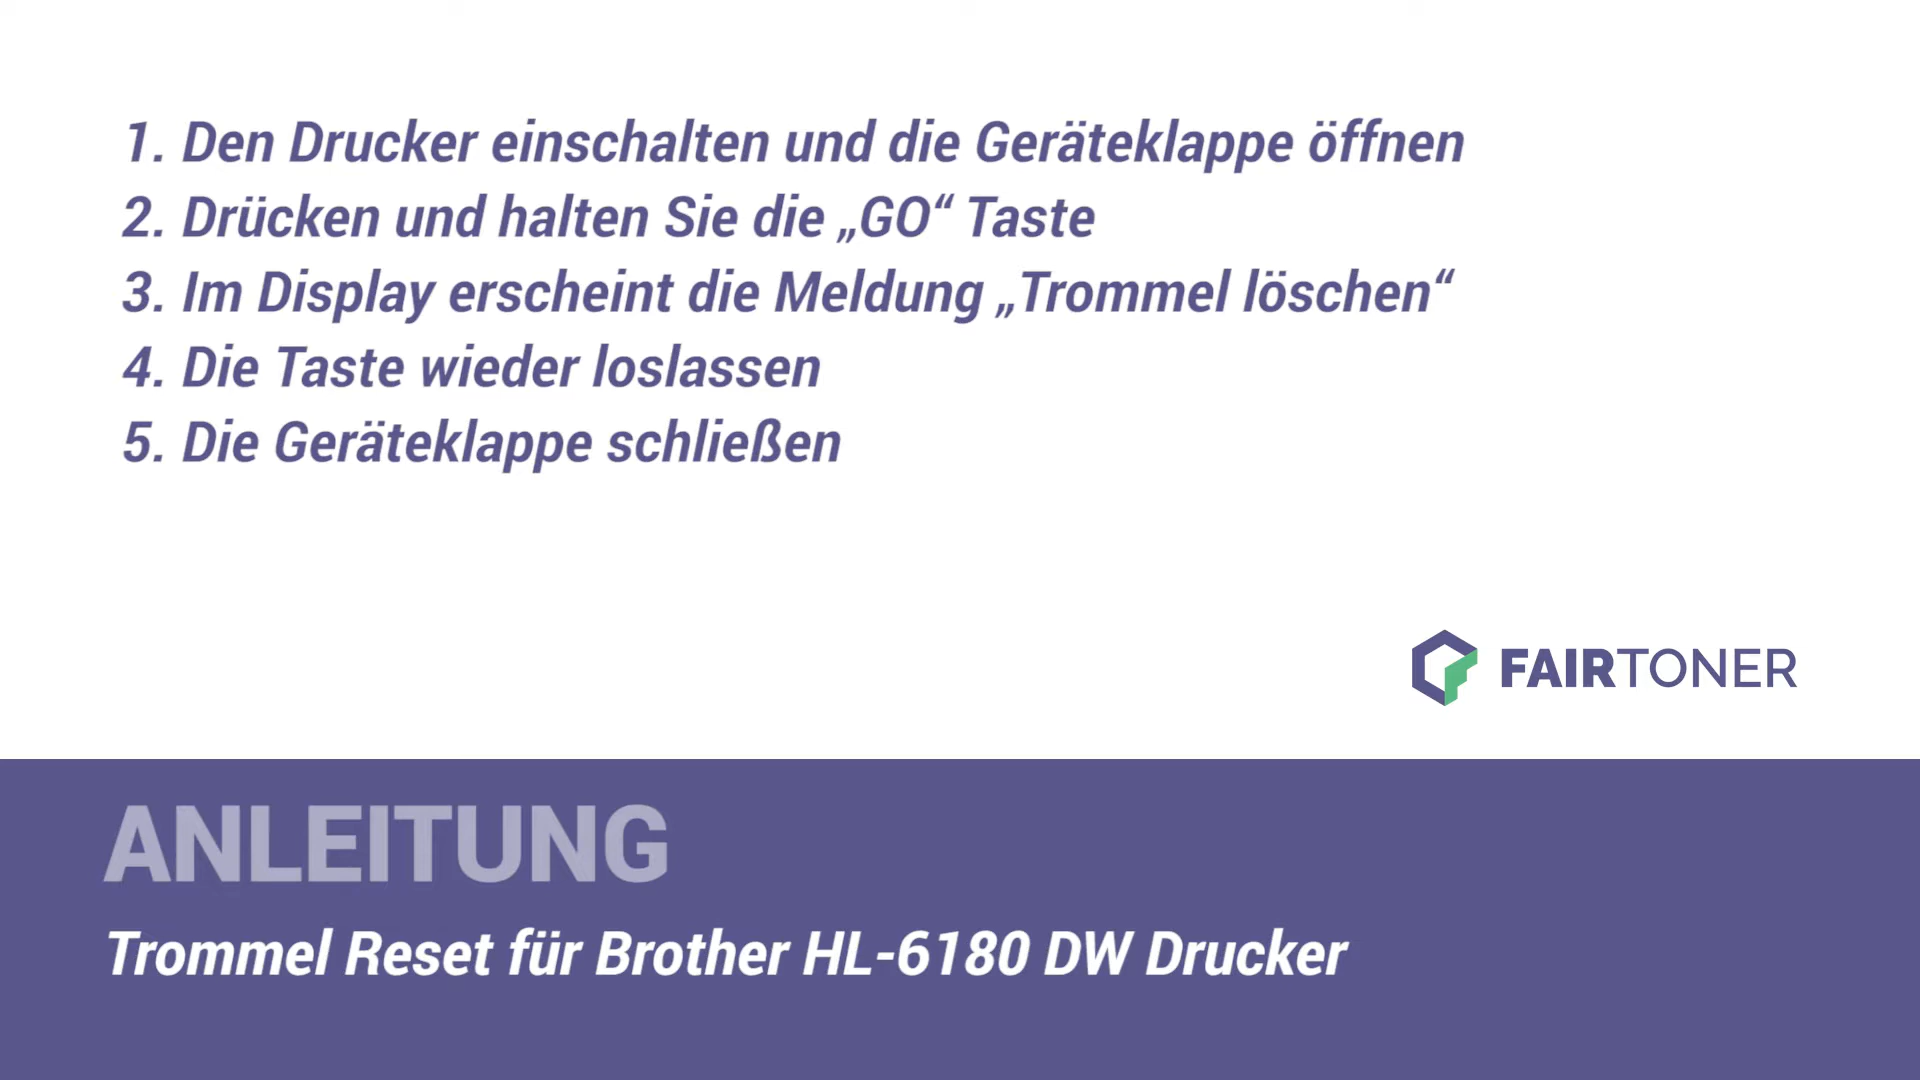 1. Den Drucker einschalten und die Geräteklappe öffnen
2. Drücken und halten Sie die „GO“ Taste
3. Im Display erscheint die Meldung „Trommel löschen“
4. Die Taste wieder loslassen
5. Die Geräteklappe schließen
FAIRTONER
ANLEITUNG
Trommel Reset für Brother HL-6180 DW Drucker